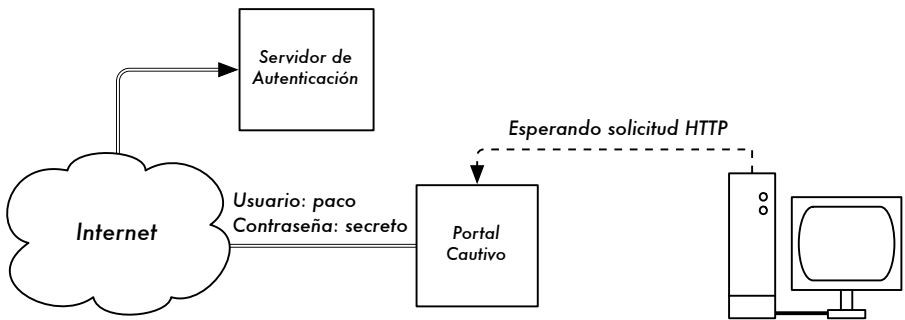 Servidor de
Autenticación
Esperando solicitud HTTP
Usuario: paco
Contraseña: secreto
Internet
Portal
Cautivo